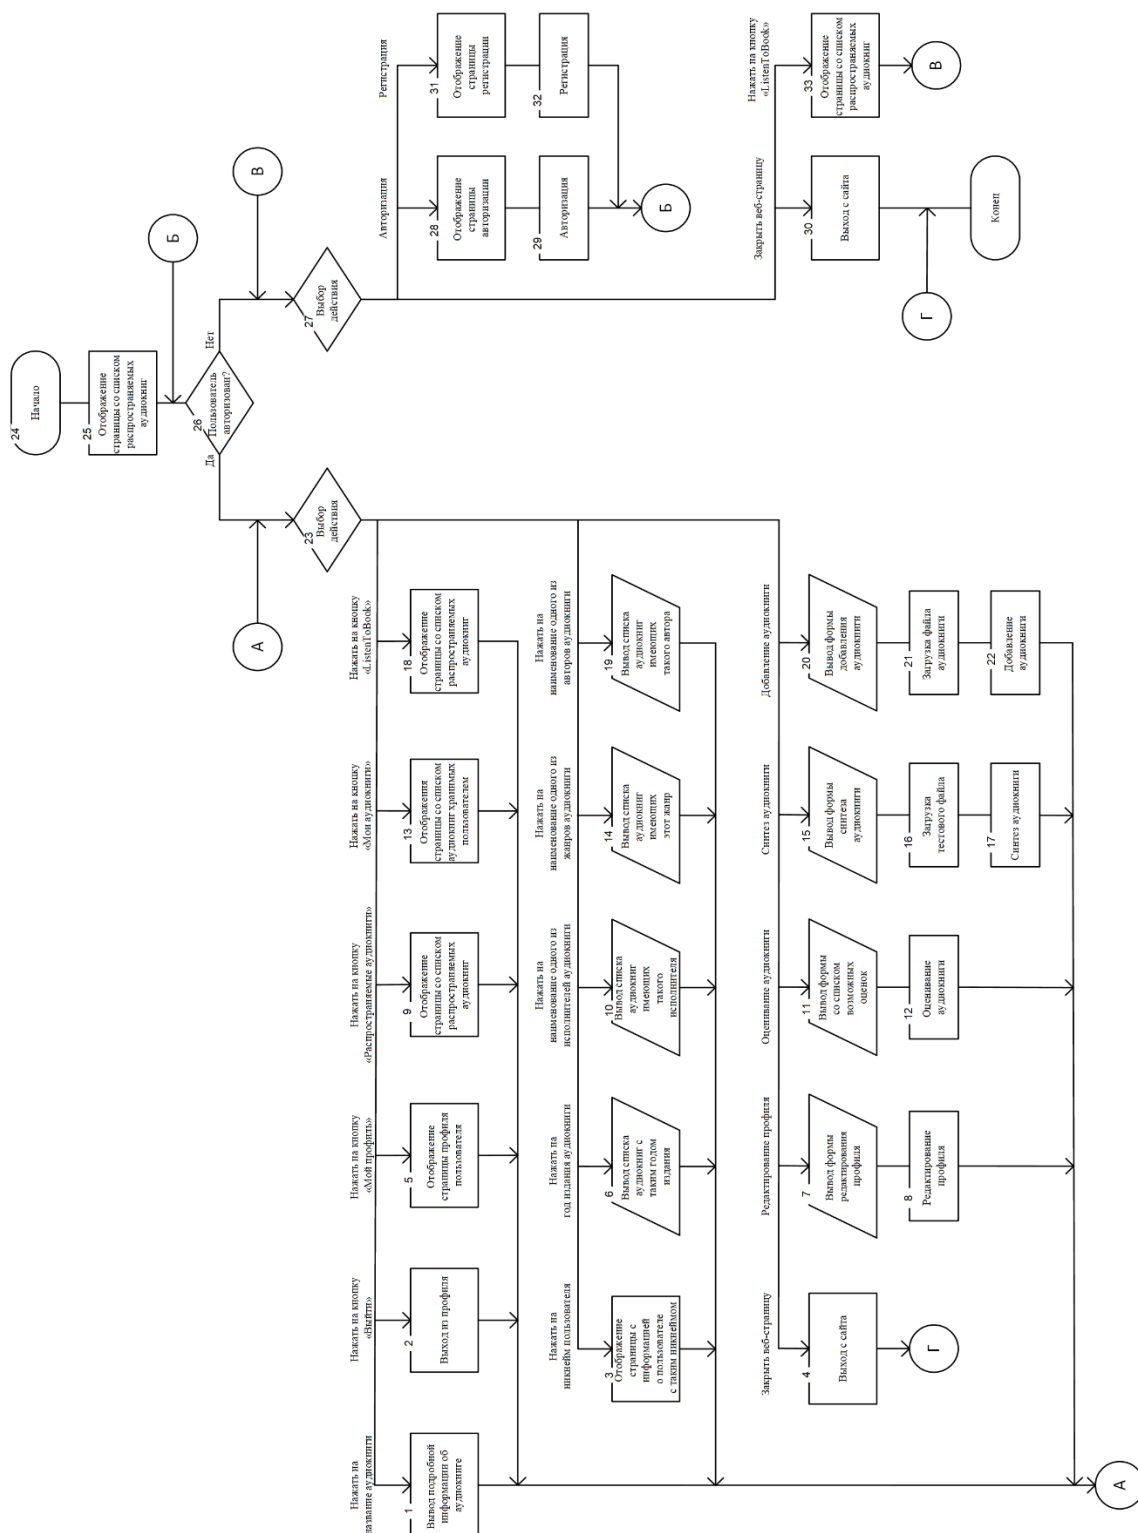 24
Начало
25
Отображение
страницы со списком
распространяемых
аудиокниг
Б
26
Пользователь
авторизован?
Да
Нет
А
В
23
Выбор
действия
27
Выбор
действия
Нажать на
название аудиокниги
1
Вывод подробной
информации об
аудиокниге
Нажать на кнопку
«Выйти»
2
Выход из профиля
Нажать на кнопку
«Мой профиль»
5
Отображение
страницы профиля
пользователя
Нажать на кнопку
«Распространяемые аудиокниги»
9
Отображение
страницы со списком
распространяемых
аудиокниг
Нажать на кнопку
«Мои аудиокниги»
13
Отображения
страницы со списком
аудиокниг хранимых
пользователем
Нажать на кнопку
«ListenToBook»
18
Отображение
страницы со списком
распространяемых
аудиокниг
Нажать на
никнейм пользователя
3
Отображение
страницы с
информацией
о пользователе
с таким никнеймом
Нажать на
год издания аудиокниги
6
Вывод списка
аудиокниг с
таким годом
издания
Нажать на
наименование одного из
исполнителей аудиокниги
10
Вывод списка
аудиокниг
имеющих
такого
исполнителя
Нажать на
наименование одного из
жанров аудиокниги
14
Вывод списка
аудиокниг
имеющих
этот жанр
Нажать на
наименование одного из
авторов аудиокниги
19
Вывод списка
аудиокниг
имеющих
такого автора
Закрыть веб-страницу
4
Выход с сайта
Г
Редактирование профиля
7
Вывод формы
редактирования
профиля
8
Редактирование
профиля
Оценивание аудиокниги
11
Вывод формы
со списком
возможных
оценок
12
Оценивание
аудиокниги
Синтез аудиокниги
15
Вывод формы
синтеза
аудиокниги
16
Загрузка
тестового файла
17
Синтез аудиокниги
Добавление аудиокниги
20
Вывод формы
добавления
аудиокниги
21
Загрузка файла
аудиокниги
22
Добавление
аудиокниги
А
Авторизация
28
Отображение
страницы
авторизации
29
Авторизация
Регистрация
31
Отображение
страницы
регистрации
32
Регистрация
Б
Закрыть веб-страницу
30
Выход с сайта
Г
Конец
Нажать на кнопку
«ListenToBook»
33
Отображение
страницы со списком
распространяемых
аудиокниг
В